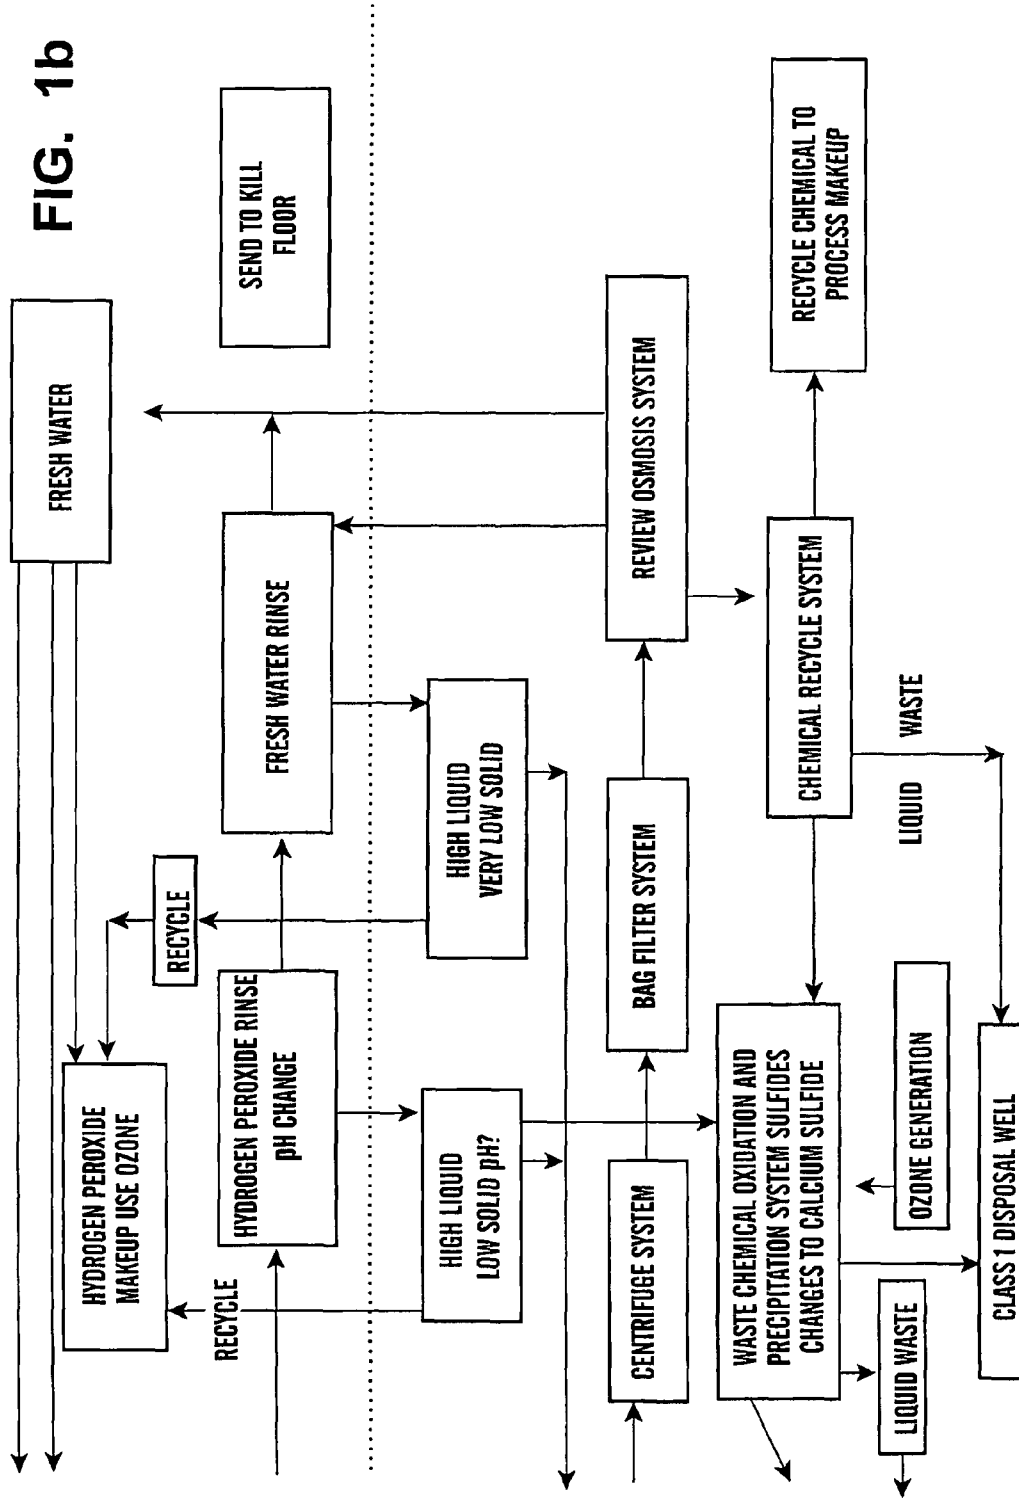 FIG. 1b
FRESH WATER
HYDROGEN PEROXIDE
MAKEUP USE OZONE
RECYCLE
SEND TO KILL
FLOOR
FRESH WATER RINSE
HYDROGEN PEROXIDE RINSE
pH CHANGE
RECYCLE
HIGH LIQUID
VERY LOW SOLID
HIGH LIQUID
LOW SOLID pH?
CENTRIFUGE SYSTEM
BAG FILTER SYSTEM
REVIEW OSMOSIS SYSTEM
WASTE CHEMICAL OXIDATION AND
PRECIPITATION SYSTEM SULFIDES
CHANGES TO CALCIUM SULFIDE
CHEMICAL RECYCLE SYSTEM
RECYCLE CHEMICAL TO
PROCESS MAKEUP
LIQUID WASTE
LIQUID WASTE
OZONE GENERATION
CLASS 1 DISPOSAL WELL